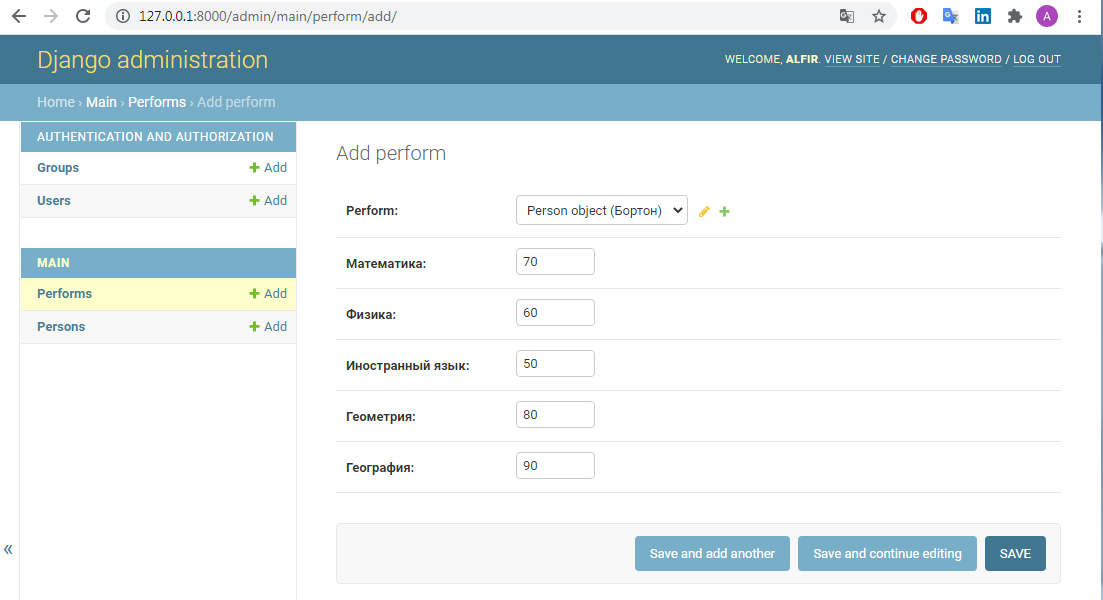 127.0.0.1:8000/admin/main/perform/add/
A
Django administration
WELCOME, ALFIR. VIEW SITE / CHANGE PASSWORD / LOG OUT
Home › Main › Performs › Add perform
AUTHENTICATION AND AUTHORIZATION
Groups + Add
Users + Add
MAIN
Performs + Add
Persons + Add
«
Add perform
Perform: Person object (Бортон)
Математика: 70
Физика: 60
Иностранный язык: 50
Геометрия: 80
География: 90
Save and add another Save and continue editing SAVE